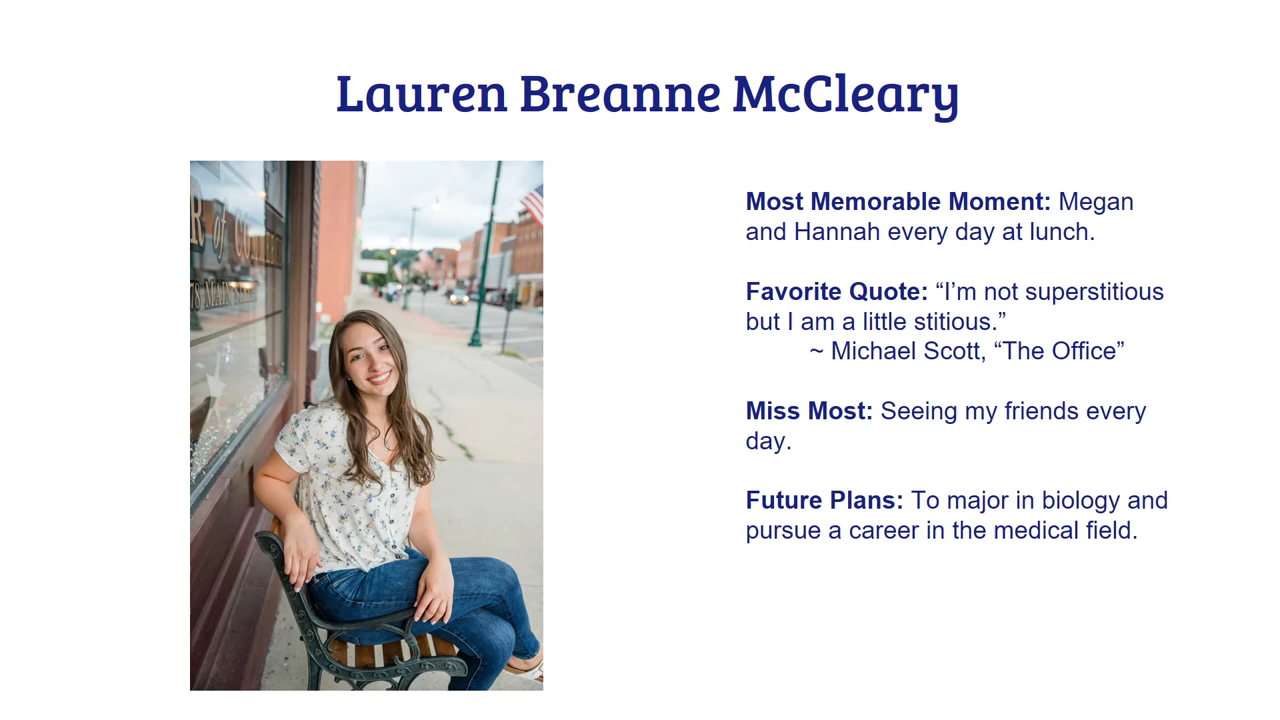 Lauren Breanne McCleary
Most Memorable Moment: Megan
and Hannah every day at lunch.
Favorite Quote: “I’m not superstitious
but I am a little stitious.”
~ Michael Scott, “The Office”
Miss Most: Seeing my friends every
day.
Future Plans: To major in biology and
pursue a career in the medical field.
R of
MAIN